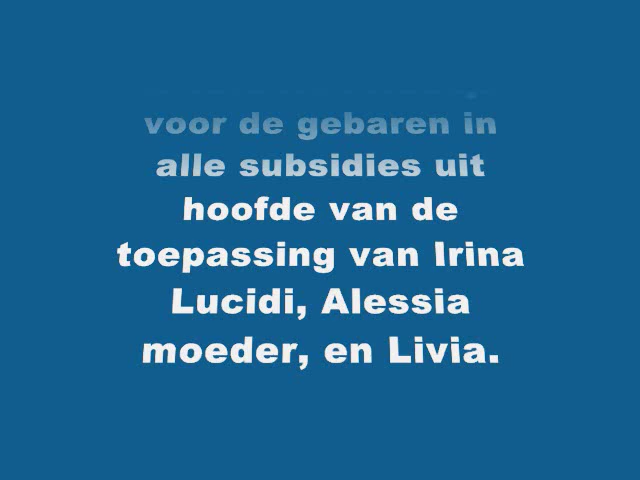 voor de gebaren in
alle subsidies uit
hoofde van de
toepassing van Irina
Lucidi, Alessia
moeder, en Livia.